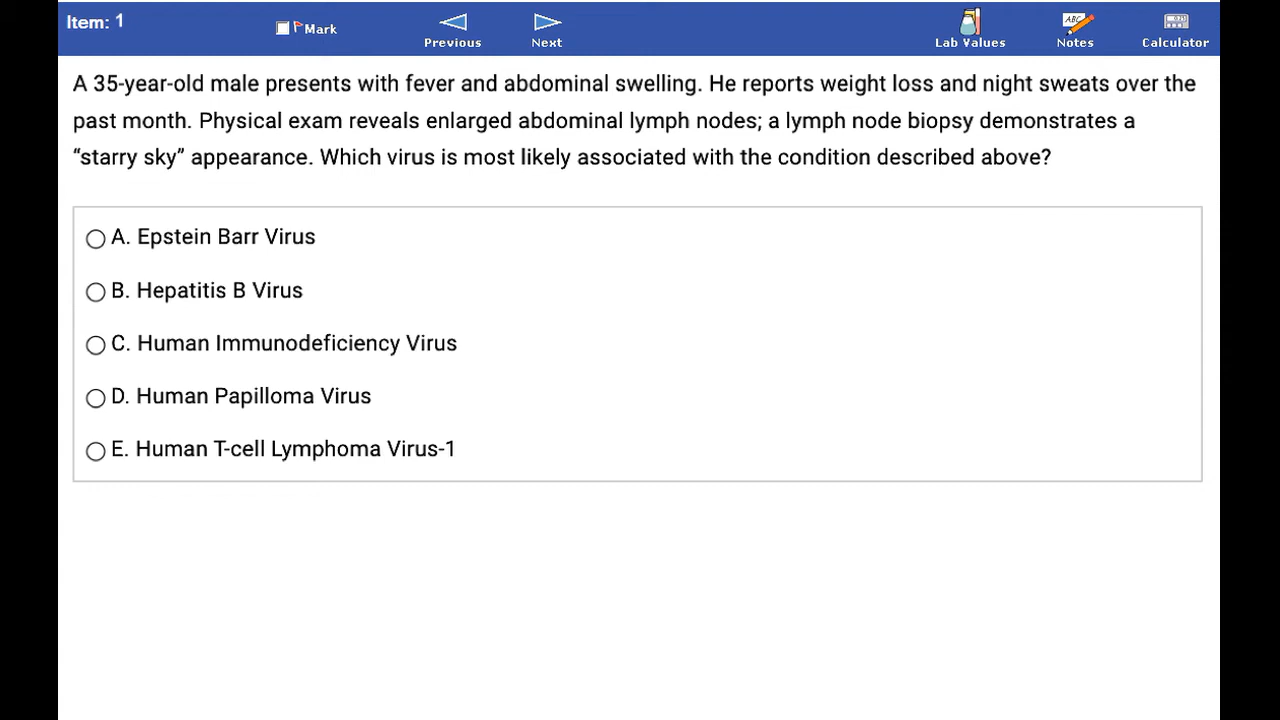 Item: 1
Mark
Previous
Next
Lab Values
Notes
Calculator
A 35-year-old male presents with fever and abdominal swelling. He reports weight loss and night sweats over the
past month. Physical exam reveals enlarged abdominal lymph nodes; a lymph node biopsy demonstrates a
“starry sky” appearance. Which virus is most likely associated with the condition described above?
A. Epstein Barr Virus
B. Hepatitis B Virus
C. Human Immunodeficiency Virus
D. Human Papilloma Virus
E. Human T-cell Lymphoma Virus-1